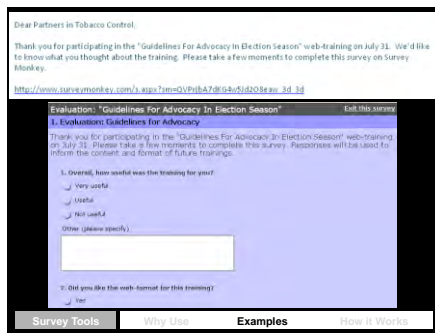 Dear Partners in Tobacco Control,
Thank you for participating in the "Guidelines For Advocacy In Election Season" web-training on July 31. We'd like
to know what you thought about the training. Please take a few moments to complete this survey on Survey
Monkey.
Evaluation: "Guidelines For Advocacy In Election Season"
Exit this survey
1. Evaluation: Guidelines for Advocacy
Thank you for participating in the "Guidelines For Advocacy In Election Season" web-training
on July 31. Please take a few moments to complete this survey. Responses will be used to
inform the content and format of future trainings.
1. Overall, how useful was the training for you?
Very useful
Useful
Not useful
Other (please specify)
2. Did you like the web-format for this training?
Yes
Survey Tools
Why Use
Examples
How it Works